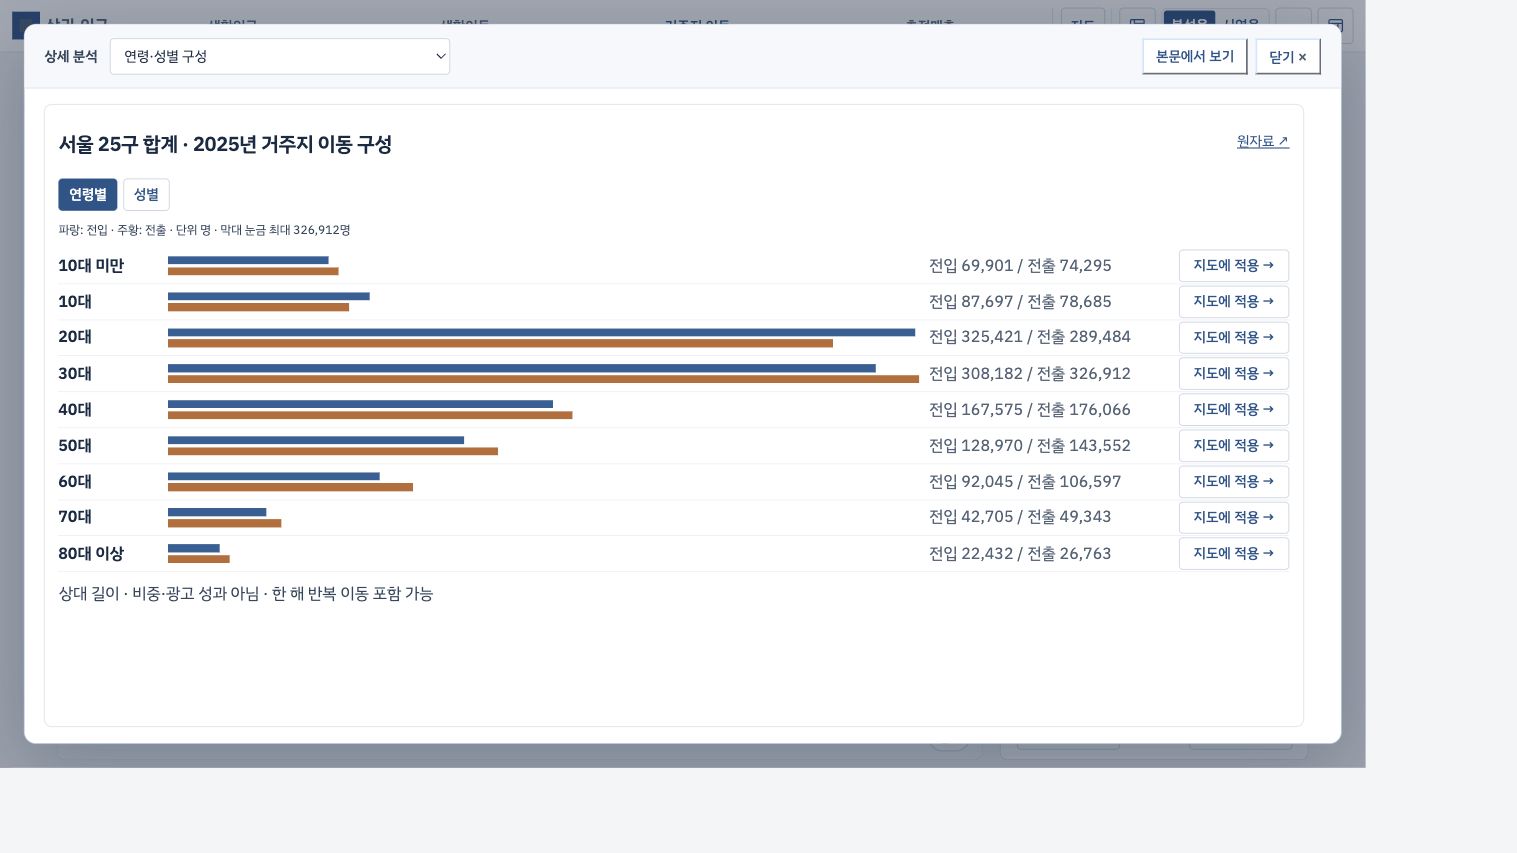 상세 분석
연령·성별 구성
본문에서 보기
닫기 ×
서울 25구 합계 · 2025년 거주지 이동 구성
원자료 ↗
연령별
성별
파랑: 전입 · 주황: 전출 · 단위 명 · 막대 눈금 최대 326,912명
10대 미만 전입 69,901 / 전출 74,295 지도에 적용 →
10대 전입 87,697 / 전출 78,685 지도에 적용 →
20대 전입 325,421 / 전출 289,484 지도에 적용 →
30대 전입 308,182 / 전출 326,912 지도에 적용 →
40대 전입 167,575 / 전출 176,066 지도에 적용 →
50대 전입 128,970 / 전출 143,552 지도에 적용 →
60대 전입 92,045 / 전출 106,597 지도에 적용 →
70대 전입 42,705 / 전출 49,343 지도에 적용 →
80대 이상 전입 22,432 / 전출 26,763 지도에 적용 →
상대 길이 · 비중·광고 성과 아님 · 한 해 반복 이동 포함 가능